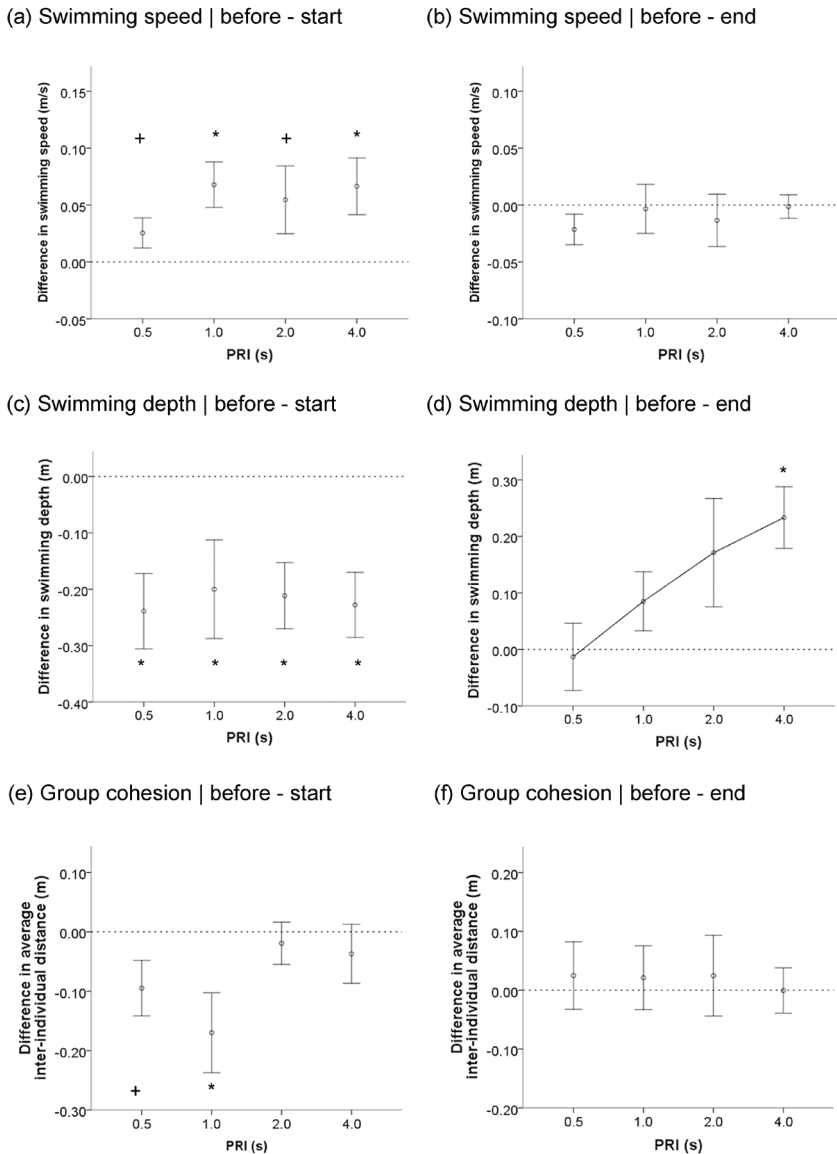 (a) Swimming speed | before - start
Difference in swimming speed (m/s)
0.15
0.10
0.05
0.00
-0.05
+ * + *
0.5 1.0 2.0 4.0
PRI (s)
(b) Swimming speed | before - end
Difference in swimming speed (m/s)
0.10
0.05
0.00
-0.05
-0.10
0.5 1.0 2.0 4.0
PRI (s)
(c) Swimming depth | before - start
Difference in swimming depth (m)
0.00
-0.10
-0.20
-0.30
-0.40
* * * *
0.5 1.0 2.0 4.0
PRI (s)
(d) Swimming depth | before - end
Difference in swimming depth (m)
0.30
0.20
0.10
0.00
-0.10
*
0.5 1.0 2.0 4.0
PRI (s)
(e) Group cohesion | before - start
Difference in average
inter-individual distance (m)
0.10
0.00
-0.10
-0.20
-0.30
+ *
0.5 1.0 2.0 4.0
PRI (s)
(f) Group cohesion | before - end
Difference in average
inter-individual distance (m)
0.20
0.10
0.00
-0.10
-0.20
0.5 1.0 2.0 4.0
PRI (s)